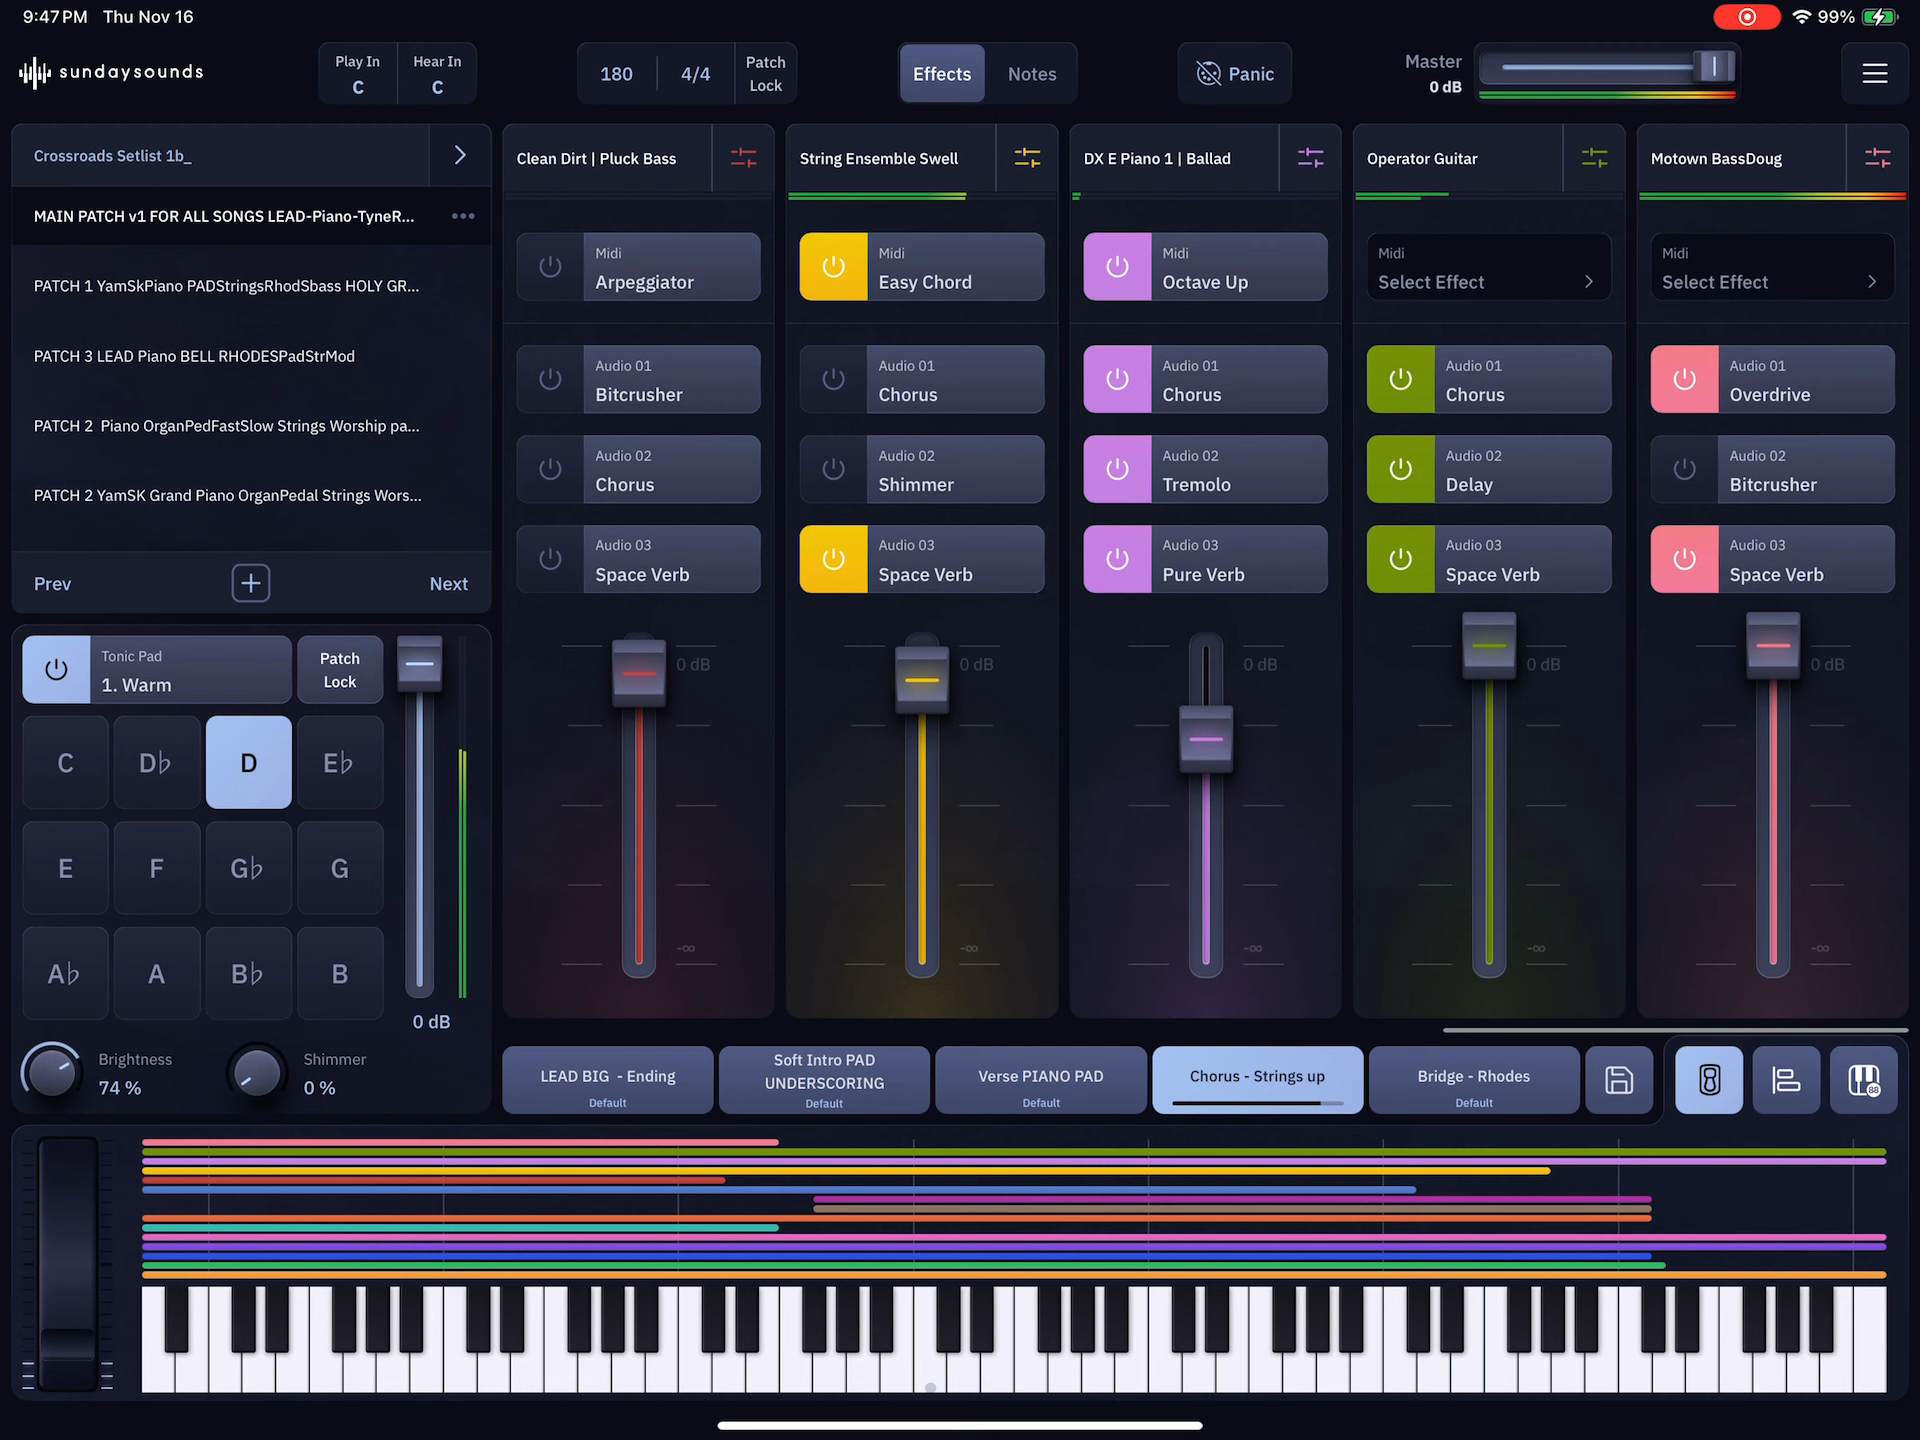 9:47 PM Thu Nov 16
99%
sundaysounds
Play In
C
Hear In
C
180
4/4
Patch
Lock
Effects
Notes
Panic
Master
0 dB
Crossroads Setlist 1b_
MAIN PATCH v1 FOR ALL SONGS LEAD-Piano-TyneR...
PATCH 1 YamSkPiano PADStringsRhodSbass HOLY GR...
PATCH 3 LEAD Piano BELL RHODESPadStrMod
PATCH 2  Piano OrganPedFastSlow Strings Worship pa...
PATCH 2 YamSK Grand Piano OrganPedal Strings Wors...
Prev
Next
Tonic Pad
1. Warm
Patch
Lock
C
D♭
D
E♭
E
F
G♭
G
A♭
A
B♭
B
0 dB
Brightness
74 %
Shimmer
0 %
Clean Dirt | Pluck Bass
Midi
Arpeggiator
Audio 01
Bitcrusher
Audio 02
Chorus
Audio 03
Space Verb
0 dB
-∞
String Ensemble Swell
Midi
Easy Chord
Audio 01
Chorus
Audio 02
Shimmer
Audio 03
Space Verb
0 dB
-∞
DX E Piano 1 | Ballad
Midi
Octave Up
Audio 01
Chorus
Audio 02
Tremolo
Audio 03
Pure Verb
0 dB
-∞
Operator Guitar
Midi
Select Effect
Audio 01
Chorus
Audio 02
Delay
Audio 03
Space Verb
0 dB
-∞
Motown BassDoug
Midi
Select Effect
Audio 01
Overdrive
Audio 02
Bitcrusher
Audio 03
Space Verb
0 dB
-∞
LEAD BIG  - Ending
Default
Soft Intro PAD
UNDERSCORING
Default
Verse PIANO PAD
Default
Chorus - Strings up
Bridge - Rhodes
Default
88